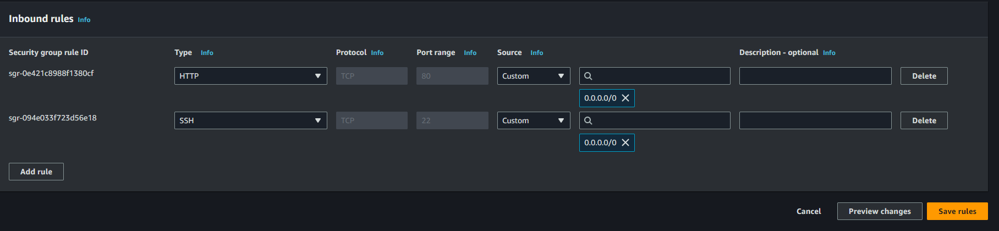 Inbound rules Info
Security group rule ID Type Info Protocol Info Port range Info Source Info Description - optional Info
sgr-0e421c8988f1380cf HTTP TCP 80 Custom Delete
0.0.0.0/0
sgr-094e033f723d56e18 SSH TCP 22 Custom Delete
0.0.0.0/0
Add rule
Cancel Preview changes Save rules